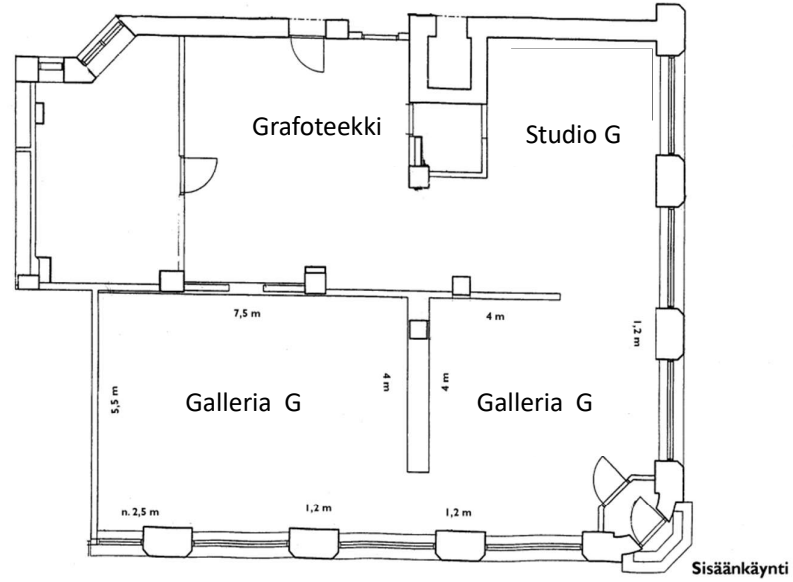 Grafoteekki
Studio G
7,5 m
4 m
1,2 m
5,5 m
Galleria G
4 m
4 m
Galleria G
n. 2,5 m
1,2 m
1,2 m
Sisäänkäynti